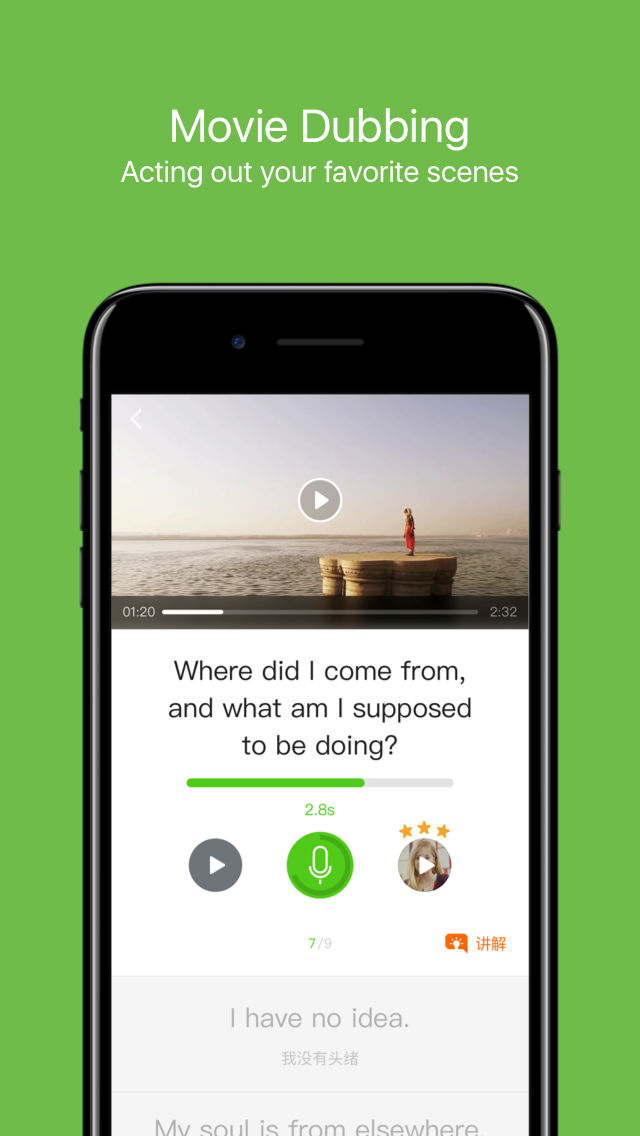 Movie Dubbing
Acting out your favorite scenes
01:20
2:32
Where did I come from,
and what am I supposed
to be doing?
2.8s
7/9
讲解
I have no idea.
我没有头绪
My soul is from elsewhere,